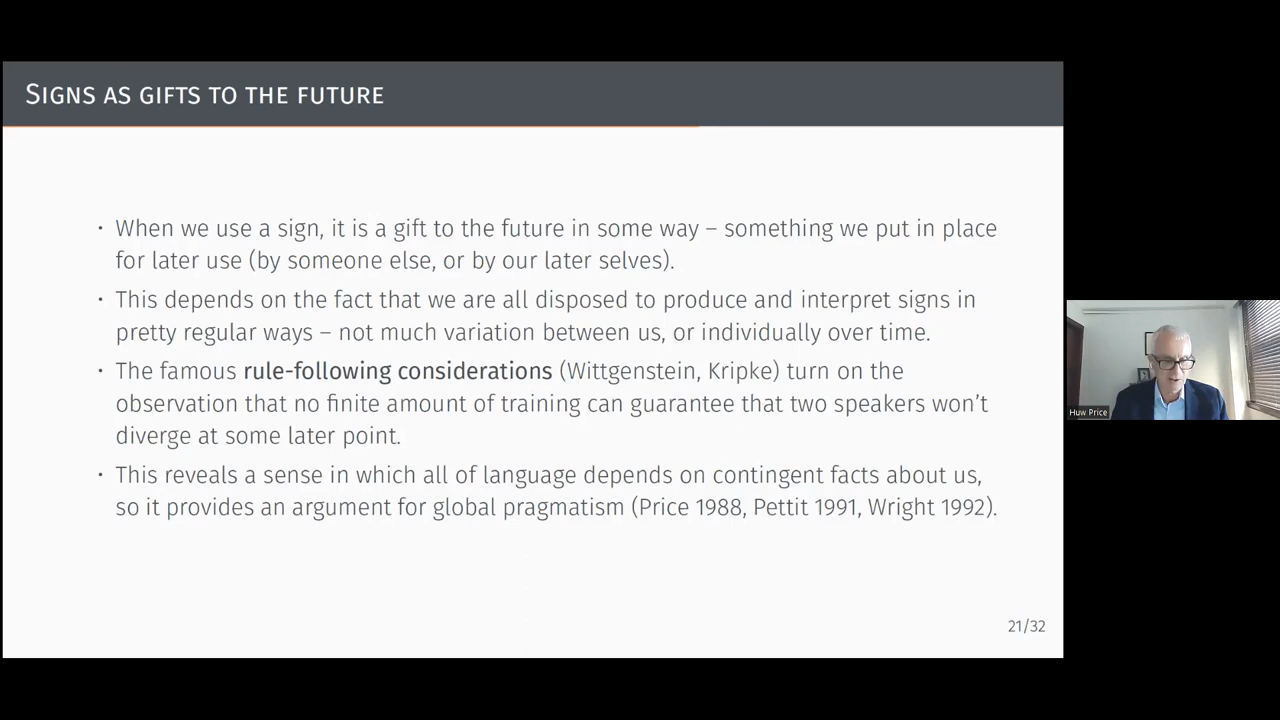 Signs as gifts to the future
• When we use a sign, it is a gift to the future in some way – something we put in place
for later use (by someone else, or by our later selves).
• This depends on the fact that we are all disposed to produce and interpret signs in
pretty regular ways – not much variation between us, or individually over time.
• The famous rule-following considerations (Wittgenstein, Kripke) turn on the
observation that no finite amount of training can guarantee that two speakers won't
diverge at some later point.
• This reveals a sense in which all of language depends on contingent facts about us,
so it provides an argument for global pragmatism (Price 1988, Pettit 1991, Wright 1992).
21/32
Huw Price